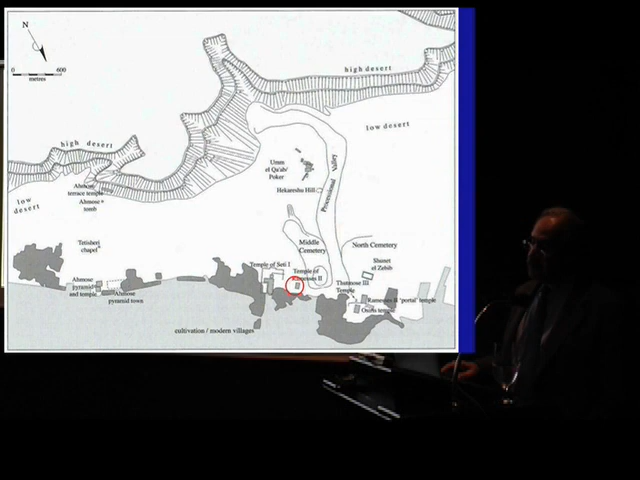 N
0 600
metres
high desert
low desert
high desert
Umm
el Qa'ab/
Poker
Processional Valley
Ahmose
terrace temple
Hekareshu Hill
Ahmose
tomb
low
desert
Tetisheri
chapel
Middle
Cemetery
North Cemetery
Shunet
el Zebib
Temple of Seti I
Temple of
Ramesses II
Ahmose
pyramid
and temple
Thutmose III
Temple
Ahmose
pyramid town
Ramesses II 'portal' temple
Osiris temple
cultivation / modern villages